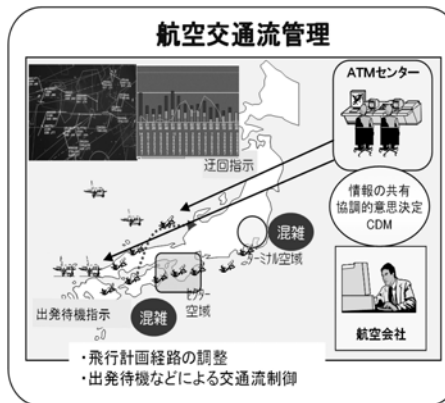 航空交通流管理
ATMセンター
迂回指示
情報の共有
協調的意思決定
CDM
混雑
ターミナル空域
セクター
空域
出発待機指示
混雑
航空会社
・飛行計画経路の調整
・出発待機などによる交通流制御